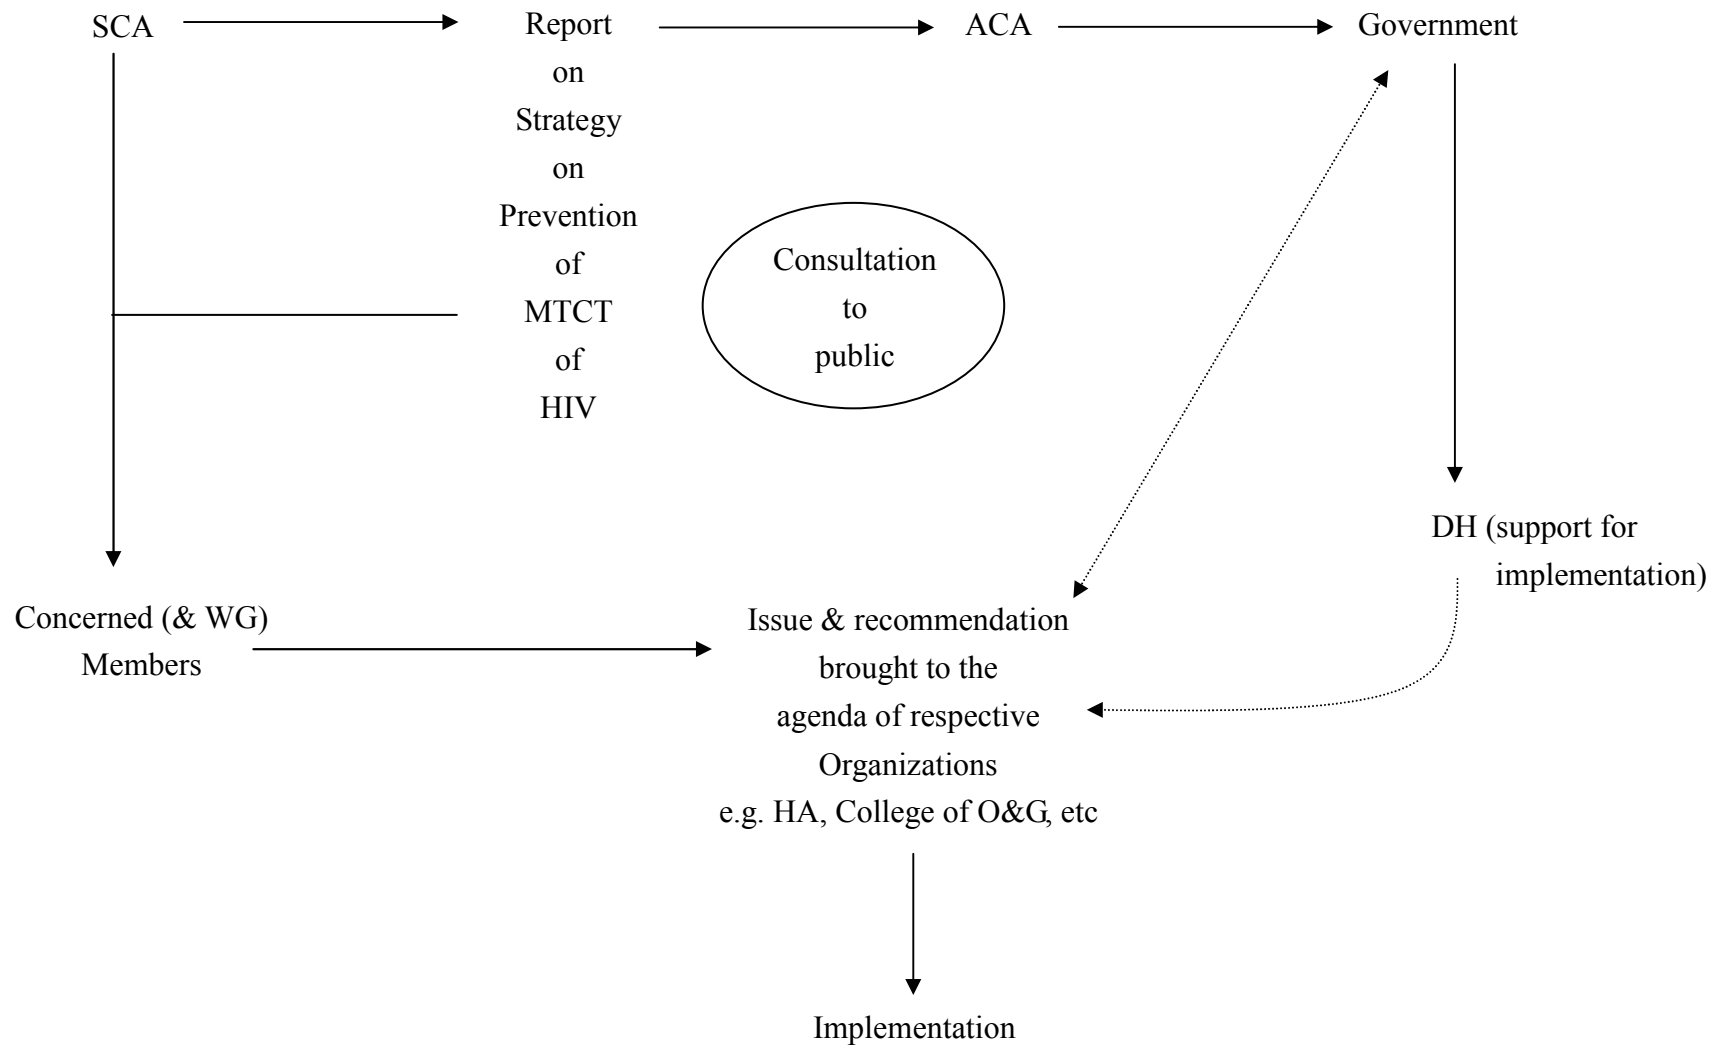 SCA
Report
on
Strategy
on
Prevention
of
MTCT
of
HIV
ACA
Government
Consultation
to
public
DH (support for
implementation)
Concerned (& WG)
Members
Issue & recommendation
brought to the
agenda of respective
Organizations
e.g. HA, College of O&G, etc
Implementation